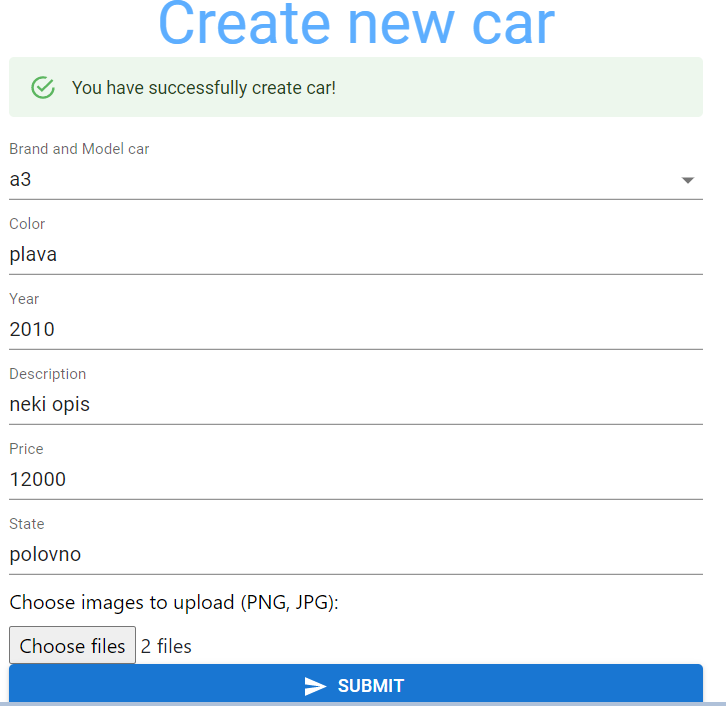 Create new car
You have successfully create car!
Brand and Model car
a3
Color
plava
Year
2010
Description
neki opis
Price
12000
State
polovno
Choose images to upload (PNG, JPG):
Choose files 2 files
SUBMIT